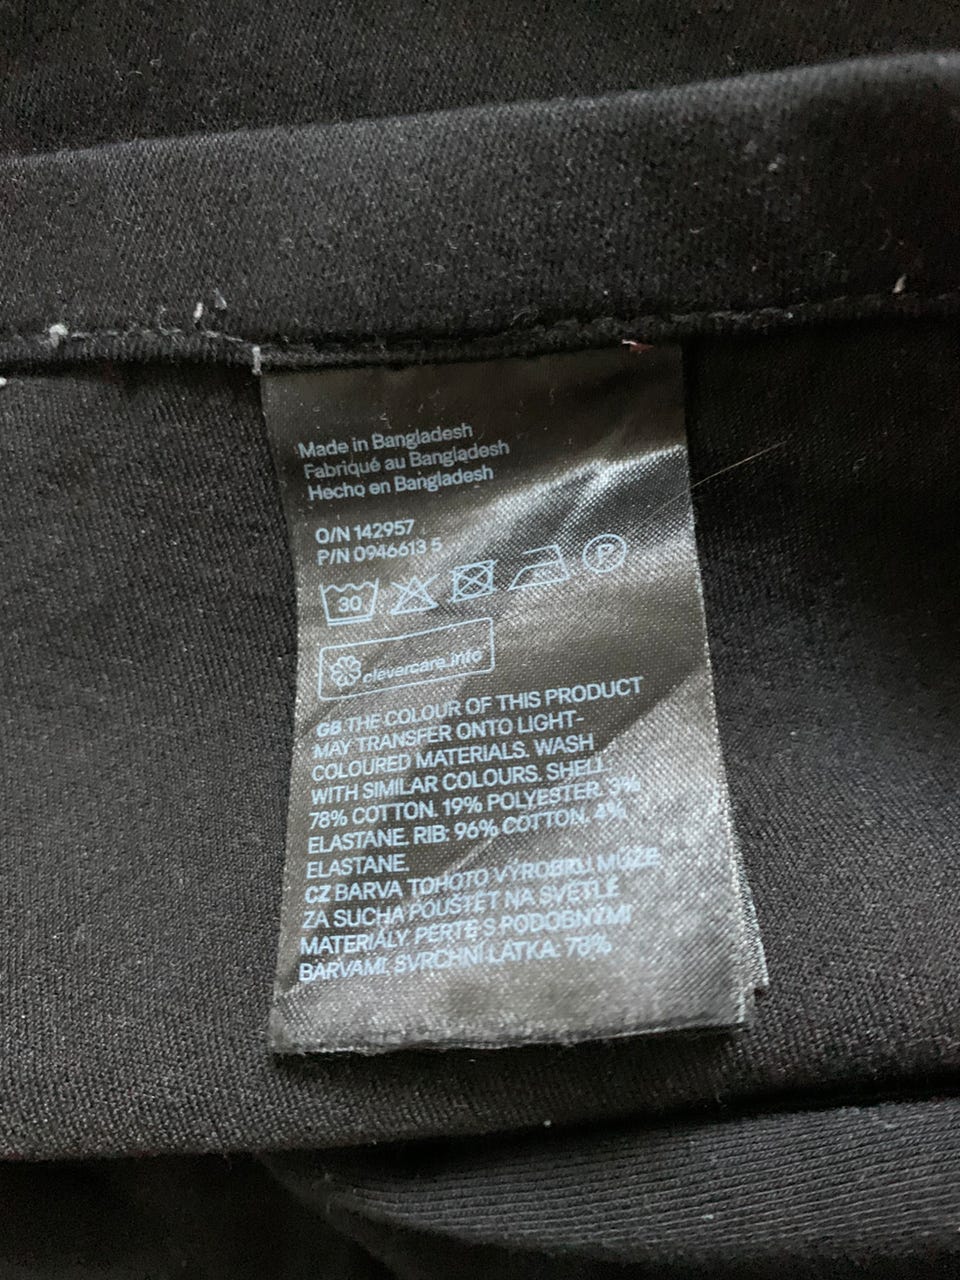 Made in Bangladesh
Fabriqué au Bangladesh
Hecho en Bangladesh
O/N 142957
P/N 0946613 5
30 P
clevercare.info
GB THE COLOUR OF THIS PRODUCT
MAY TRANSFER ONTO LIGHT-
COLOURED MATERIALS. WASH
WITH SIMILAR COLOURS. SHELL:
78% COTTON. 19% POLYESTER. 3%
ELASTANE. RIB: 96% COTTON. 4%
ELASTANE.
CZ BARVA TOHOTO VÝROBKU MŮŽE
ZA SUCHA POUŠTĚT NA SVĚTLÉ
MATERIÁLY. PERTE S PODOBNÝMI
BARVAMI. SVRCHNÍ LÁTKA: 78%